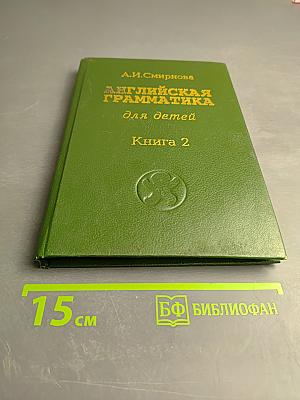 А.И.Смирнова
АНГЛИЙСКАЯ
ГРАММАТИКА
для детей
Книга 2
15 см
БФ БИБЛИОФАН